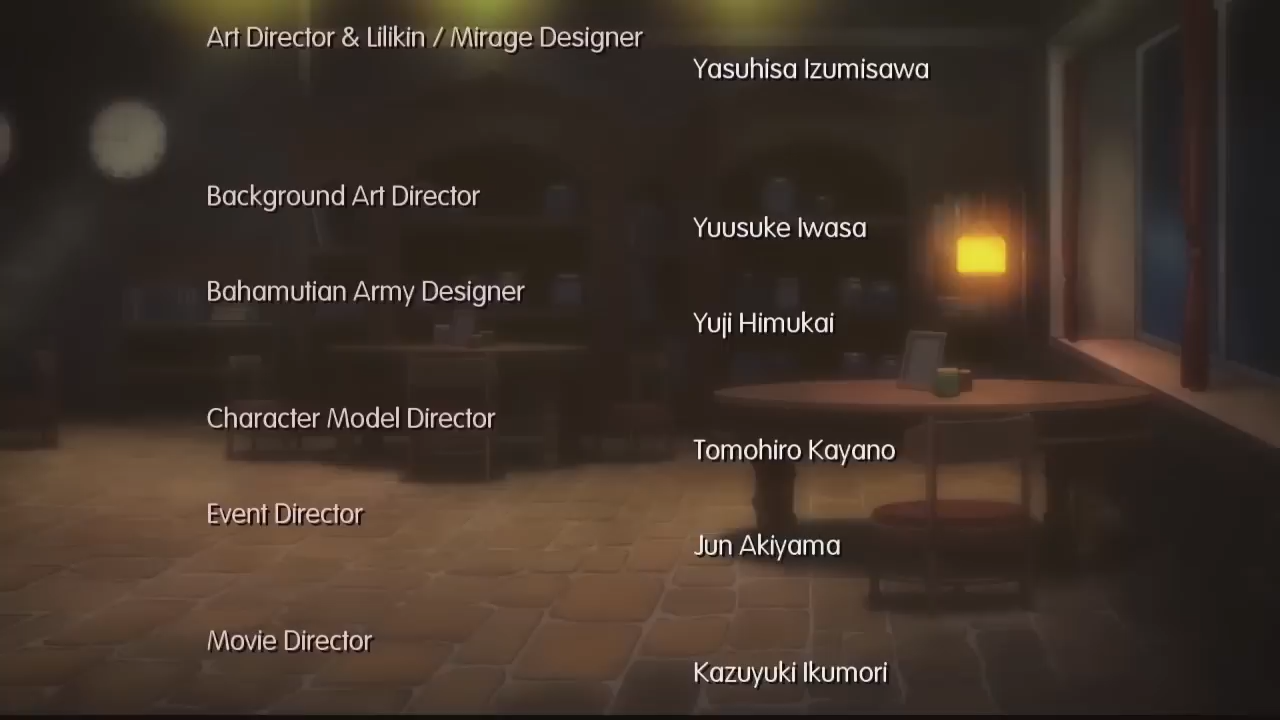 Art Director & Lilikin / Mirage Designer
Yasuhisa Izumisawa
Background Art Director
Yuusuke Iwasa
Bahamutian Army Designer
Yuji Himukai
Character Model Director
Tomohiro Kayano
Event Director
Jun Akiyama
Movie Director
Kazuyuki Ikumori